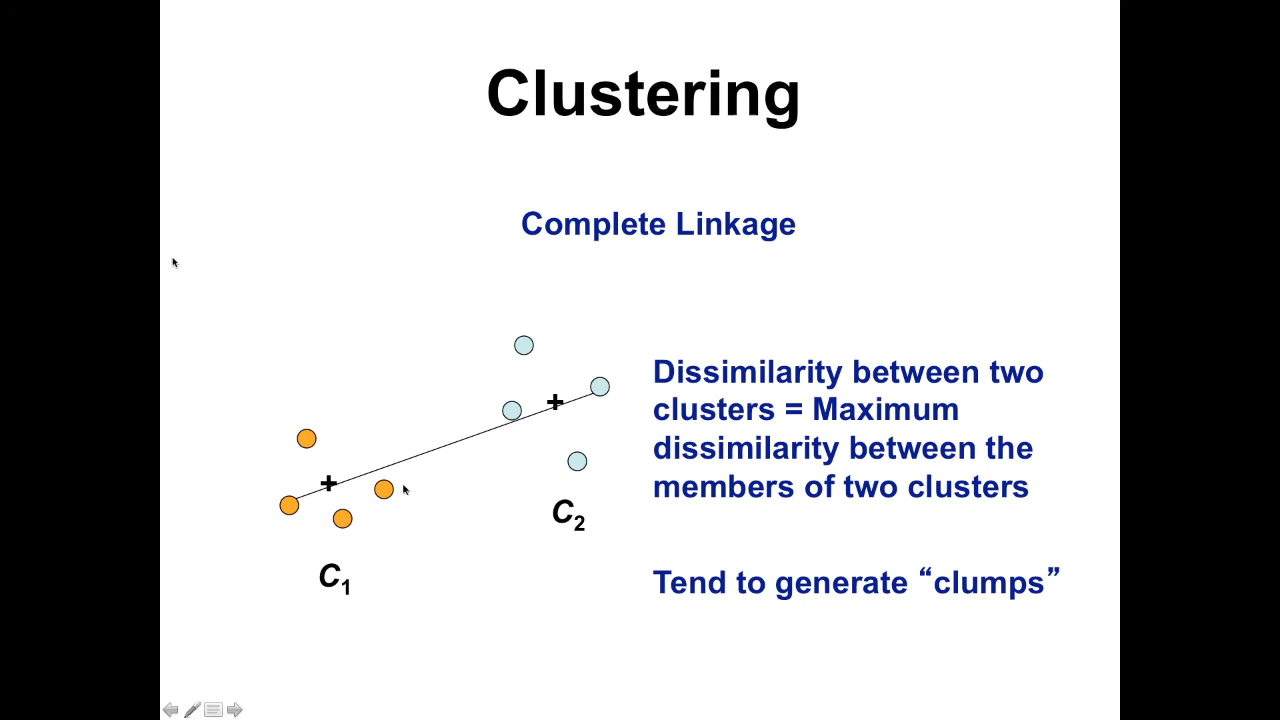 Clustering
Complete Linkage
Dissimilarity between two
clusters = Maximum
dissimilarity between the
members of two clusters
C2
C1
Tend to generate “clumps”